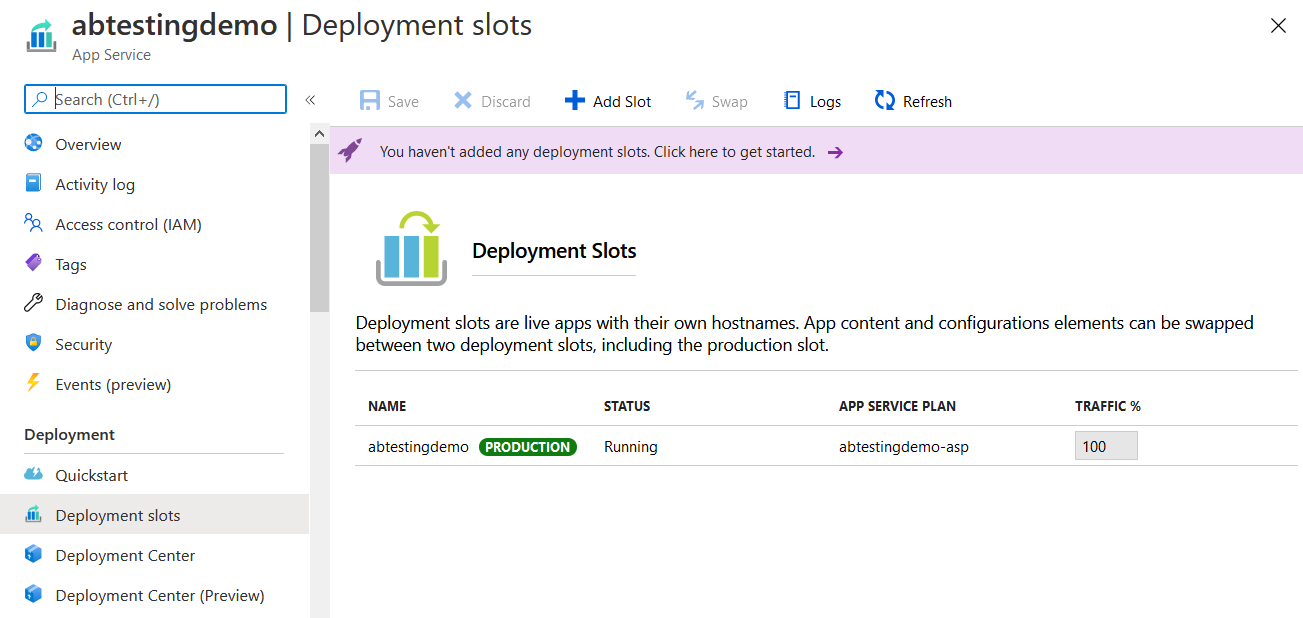 abtestingdemo | Deployment slots
App Service
Search (Ctrl+/)
«
Save
Discard
Add Slot
Swap
Logs
Refresh
Overview
Activity log
Access control (IAM)
Tags
Diagnose and solve problems
Security
Events (preview)
Deployment
Quickstart
Deployment slots
Deployment Center
Deployment Center (Preview)
You haven't added any deployment slots. Click here to get started. →
Deployment Slots
Deployment slots are live apps with their own hostnames. App content and configurations elements can be swapped
between two deployment slots, including the production slot.
NAME STATUS APP SERVICE PLAN TRAFFIC %
abtestingdemo PRODUCTION Running abtestingdemo-asp 100